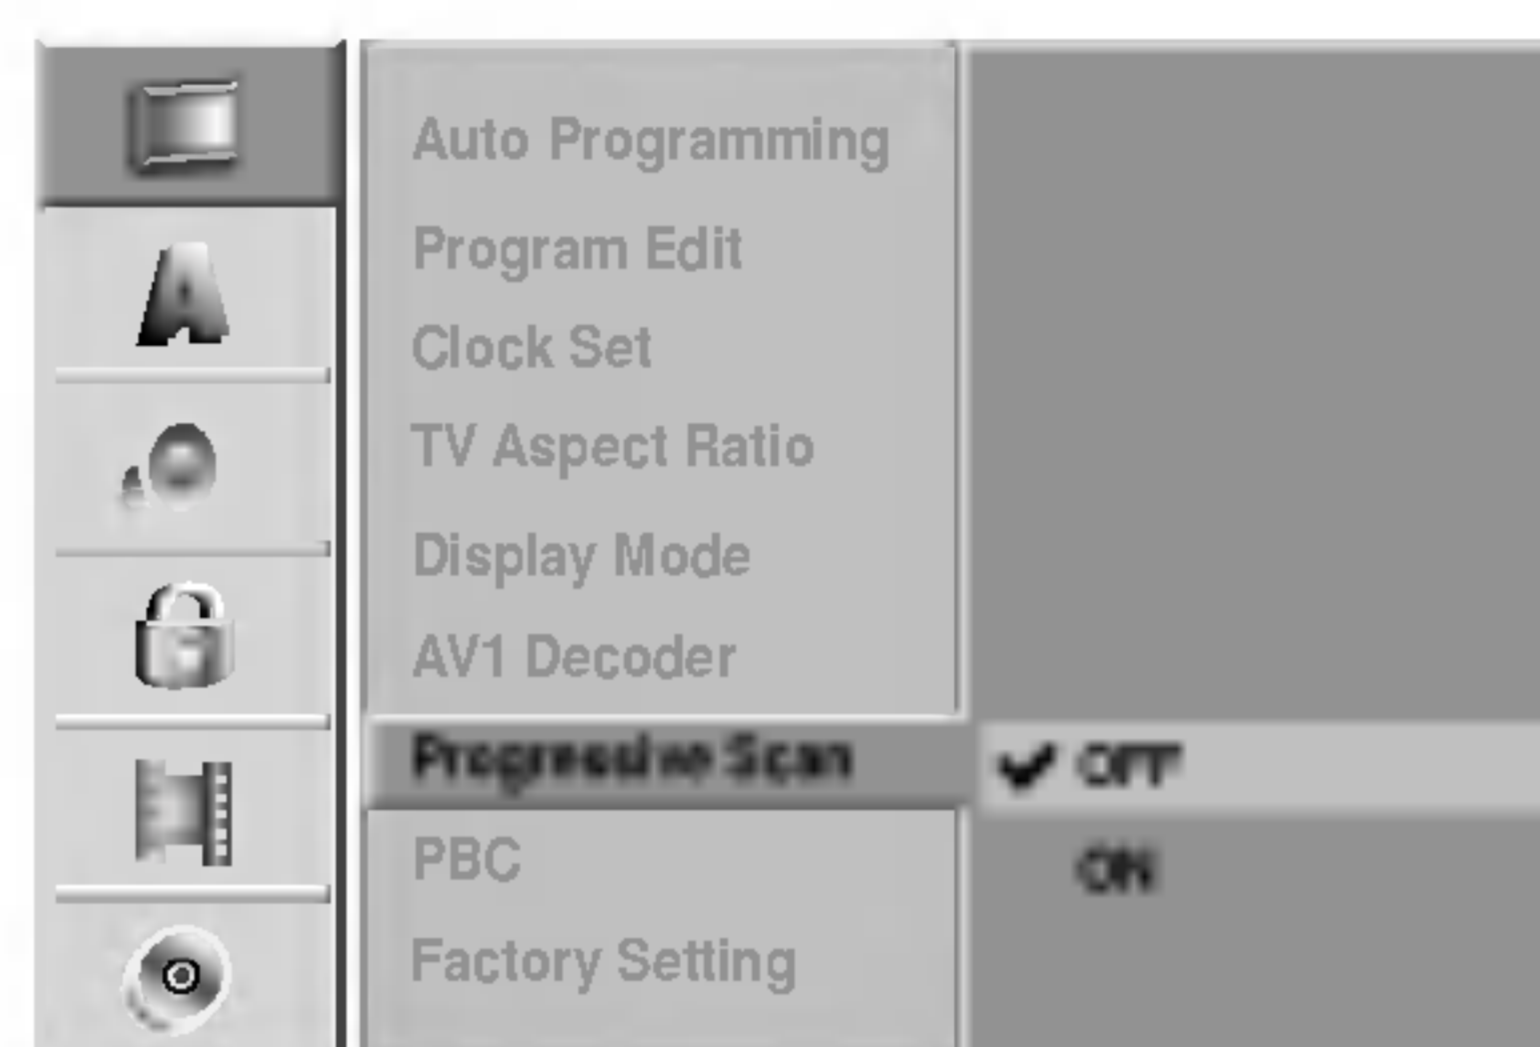 Auto Programming
Program Edit
Clock Set
TV Aspect Ratio
Display Mode
AV1 Decoder
Progressive Scan
OFF
ON
PBC
Factory Setting